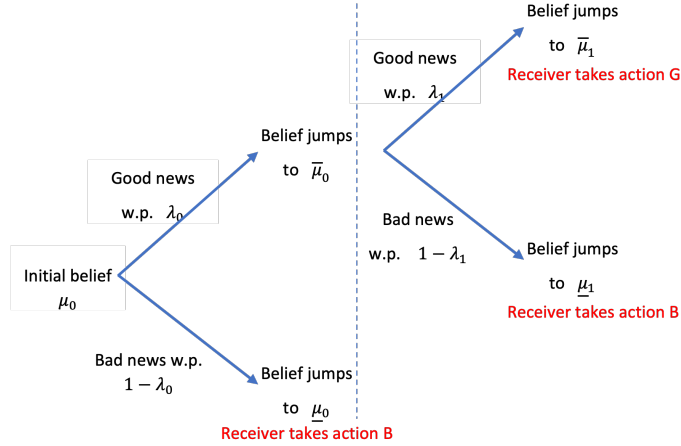 Initial belief
μ₀
Good news
w.p. λ₀
Bad news w.p.
1 − λ₀
Belief jumps
to μ̅₀
Belief jumps
to μ̲₀
Receiver takes action B
Good news
w.p. λ₁
Bad news
w.p. 1 − λ₁
Belief jumps
to μ̅₁
Receiver takes action G
Belief jumps
to μ̲₁
Receiver takes action B